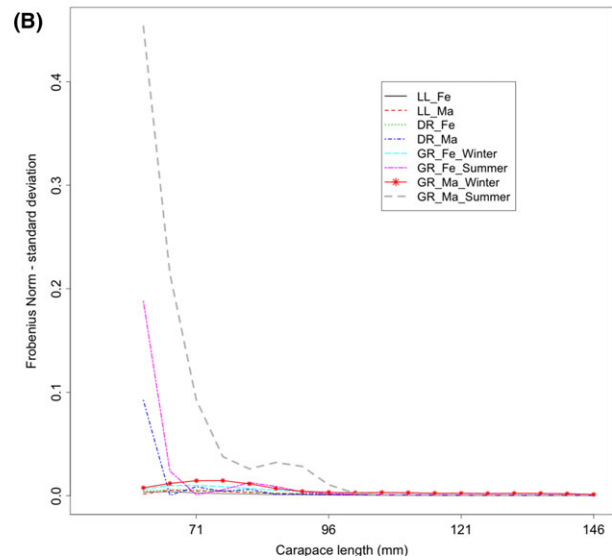 (B)
Frobenius Norm - standard deviation
0.4
0.3
0.2
0.1
0.0
LL_Fe
LL_Ma
DR_Fe
DR_Ma
GR_Fe_Winter
GR_Fe_Summer
GR_Ma_Winter
GR_Ma_Summer
71 96 121 146
Carapace length (mm)